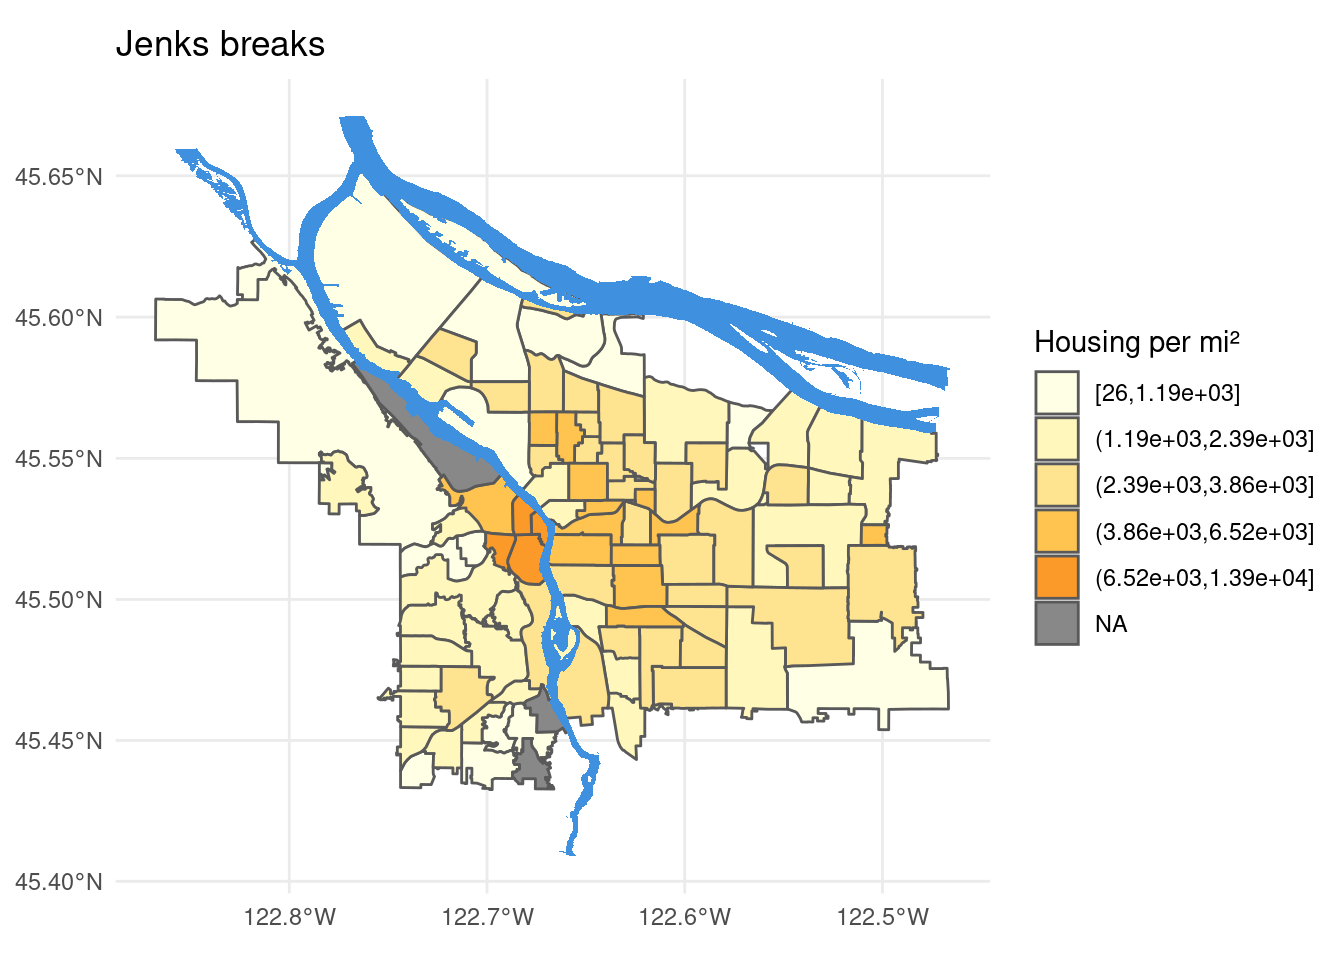 Jenks breaks
45.65°N
45.60°N
45.55°N
45.50°N
45.45°N
45.40°N
122.8°W
122.7°W
122.6°W
122.5°W
Housing per mi²
[26,1.19e+03]
(1.19e+03,2.39e+03]
(2.39e+03,3.86e+03]
(3.86e+03,6.52e+03]
(6.52e+03,1.39e+04]
NA